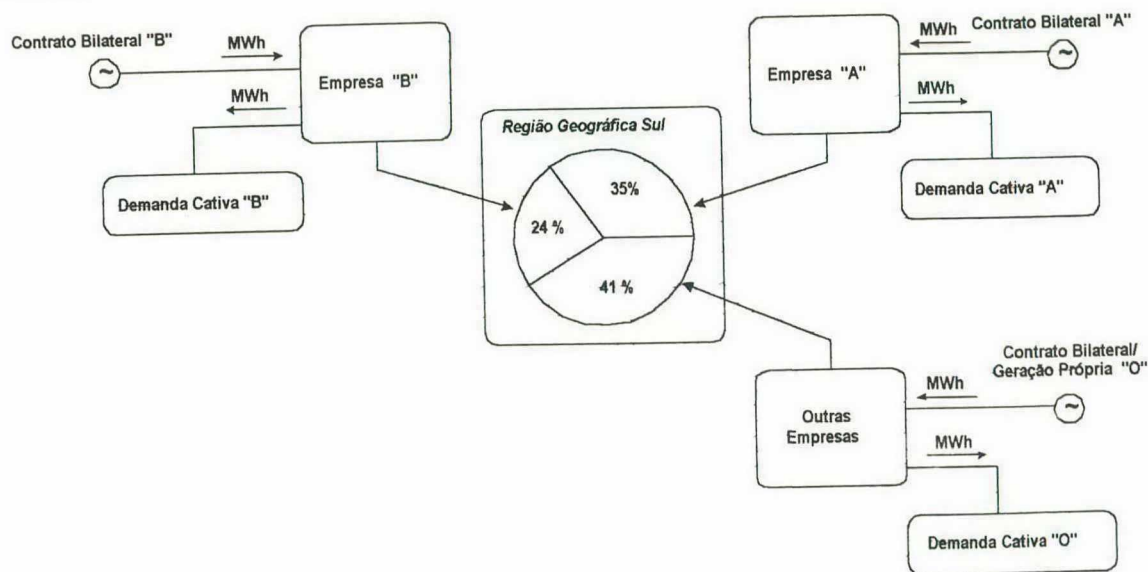 Contrato Bilateral "B"
MWh
MWh
Empresa "B"
Demanda Cativa "B"
Região Geográfica Sul
35%
24 %
41 %
Contrato Bilateral "A"
MWh
Empresa "A"
MWh
Demanda Cativa "A"
Contrato Bilateral/
Geração Própria "O"
MWh
Outras
Empresas
MWh
Demanda Cativa "O"